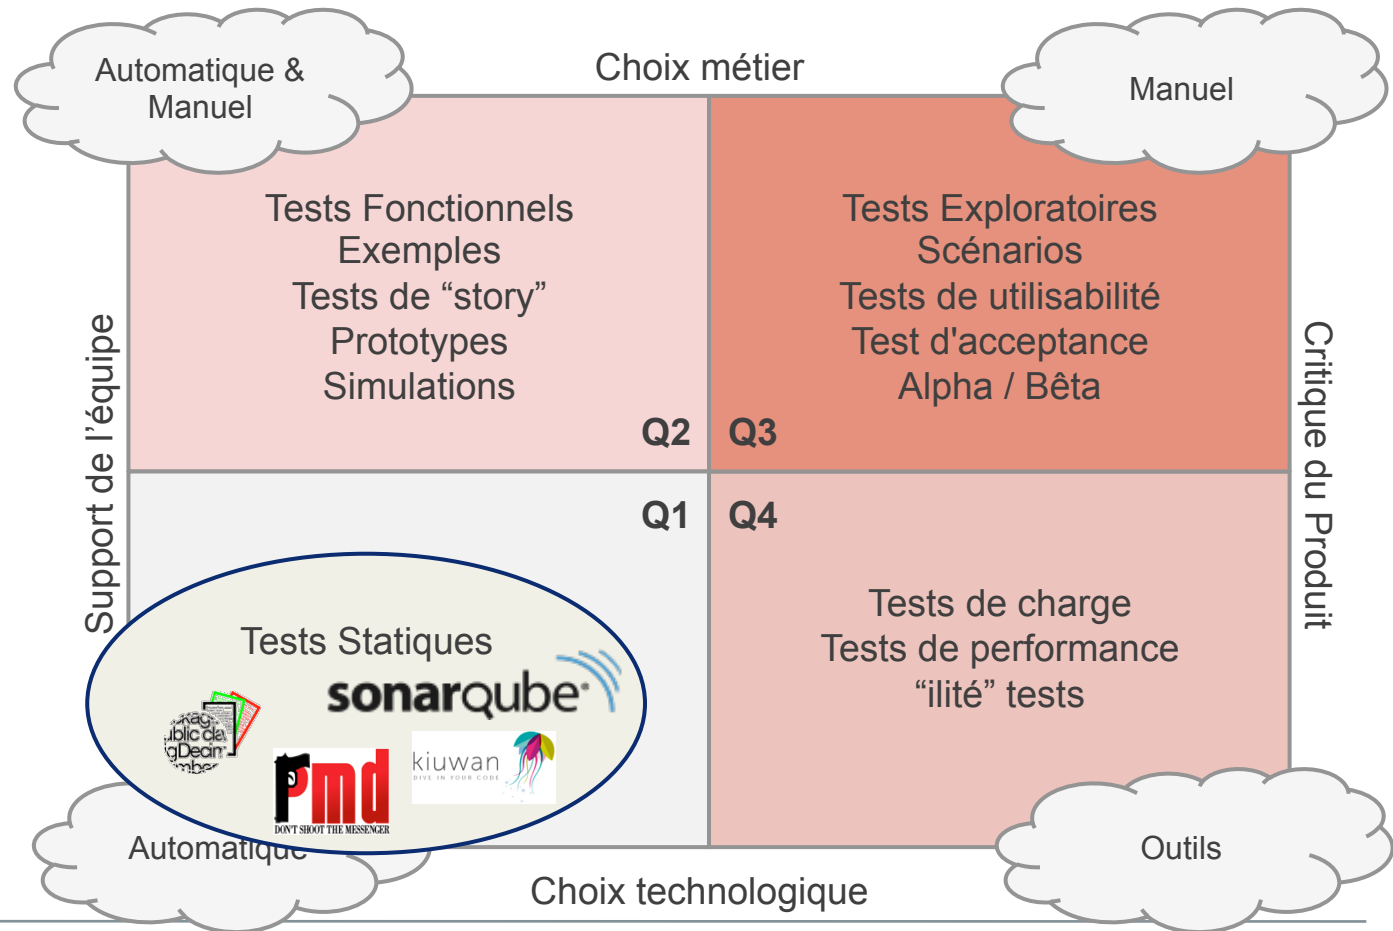 Automatique &
Manuel
Choix métier
Manuel
Tests Fonctionnels
Exemples
Tests de “story”
Prototypes
Simulations
Q2
Tests Exploratoires
Scénarios
Tests de utilisabilité
Test d'acceptance
Alpha / Bêta
Q3
Support de l’équipe
Critique du Produit
Q1
Q4
Tests Statiques
sonarqube
ublic cla
gDecin
kiuwan
DIVE IN YOUR CODE
Pmd
DON'T SHOOT THE MESSENGER
Tests de charge
Tests de performance
“ilité” tests
Automatique
Outils
Choix technologique